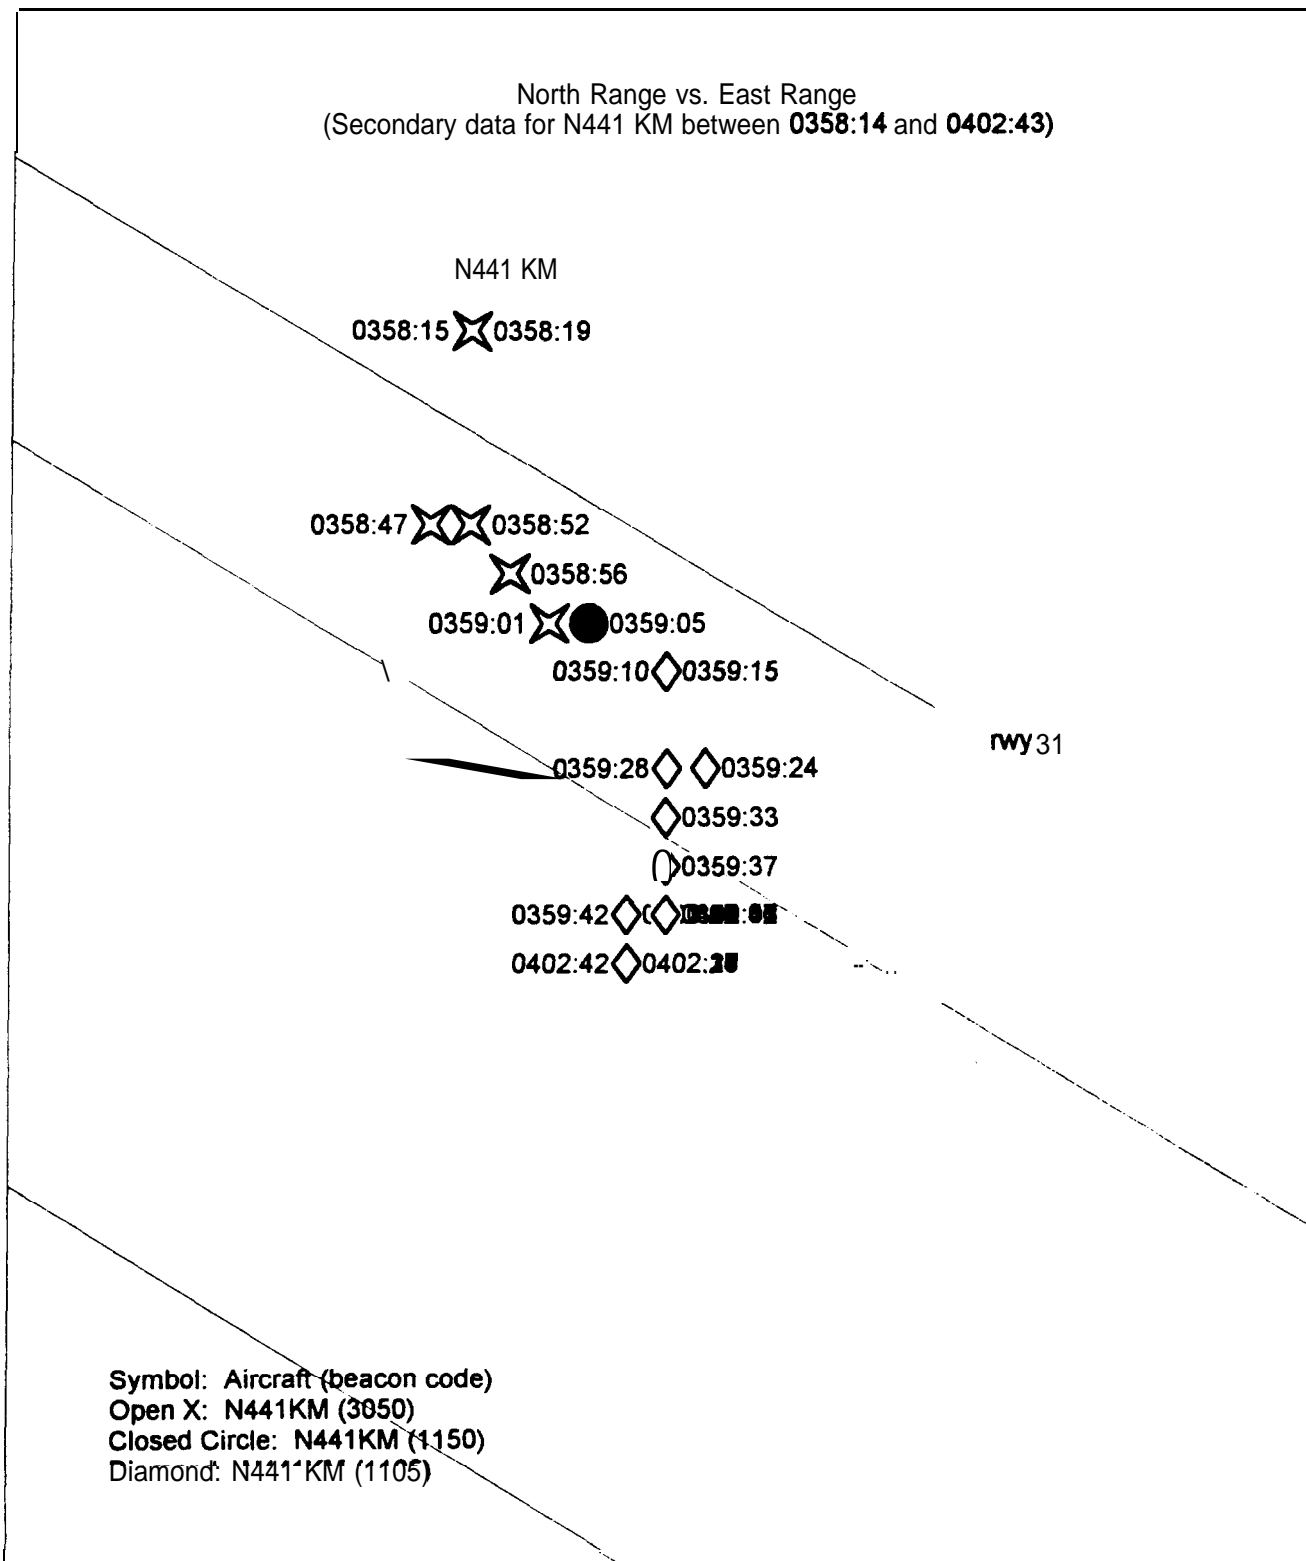 North Range vs. East Range
(Secondary data for N441 KM between 0358:14 and 0402:43)
N441 KM
0358:15 0358:19
0358:47 0358:52
0358:56
0359:01 0359:05
0359:10 0359:15
rwy 31
0359:28 0359:24
0359:33
0359:37
0359:42
0402:42
Symbol: Aircraft (beacon code)
Open X: N441KM (3050)
Closed Circle: N441KM (1150)
Diamond: N441 KM (1105)